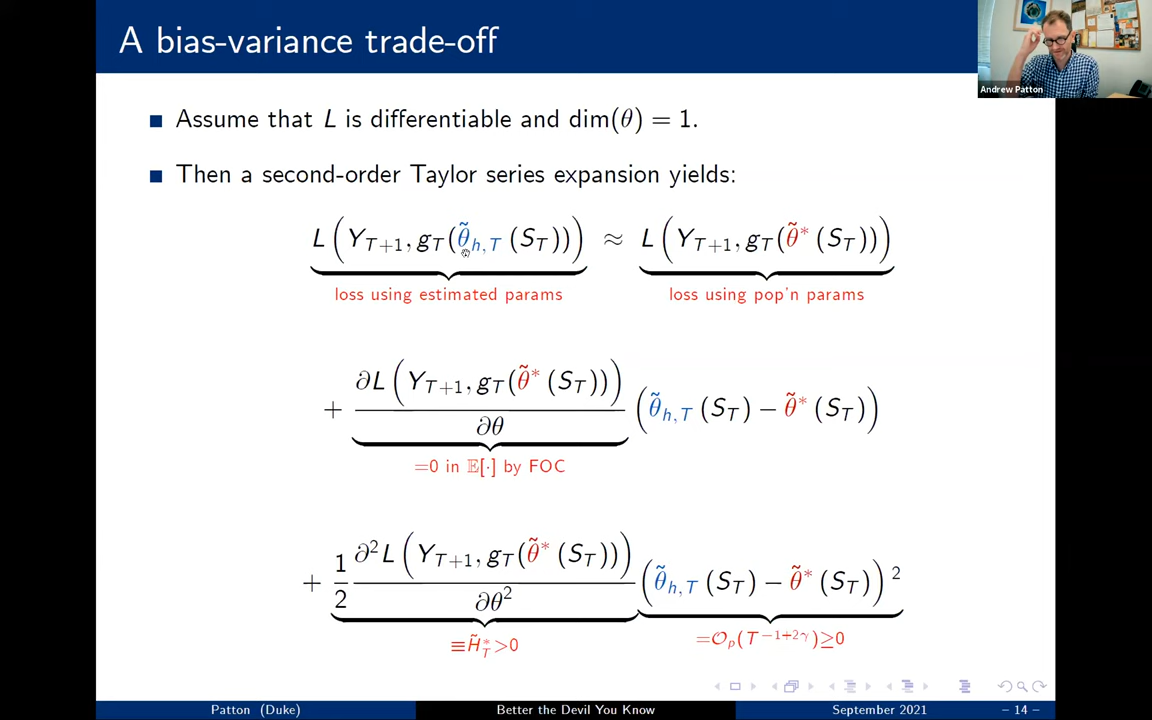 A bias-variance trade-off
Andrew Patton
Assume that L is differentiable and dim(θ) = 1.
Then a second-order Taylor series expansion yields:
L(Y_{T+1}, g_T(θ̃_{h,T}(S_T))) ≈ L(Y_{T+1}, g_T(θ̃*(S_T)))
loss using estimated params loss using pop'n params
+ ∂L(Y_{T+1}, g_T(θ̃*(S_T))) / ∂θ (θ̃_{h,T}(S_T) − θ̃*(S_T))
=0 in 𝔼[·] by FOC
+ 1/2 ∂²L(Y_{T+1}, g_T(θ̃*(S_T))) / ∂θ² (θ̃_{h,T}(S_T) − θ̃*(S_T))²
≡H̃*_T>0 =𝒪_p(T^{−1+2γ})≥0
Patton (Duke) Better the Devil You Know September 2021 – 14 –